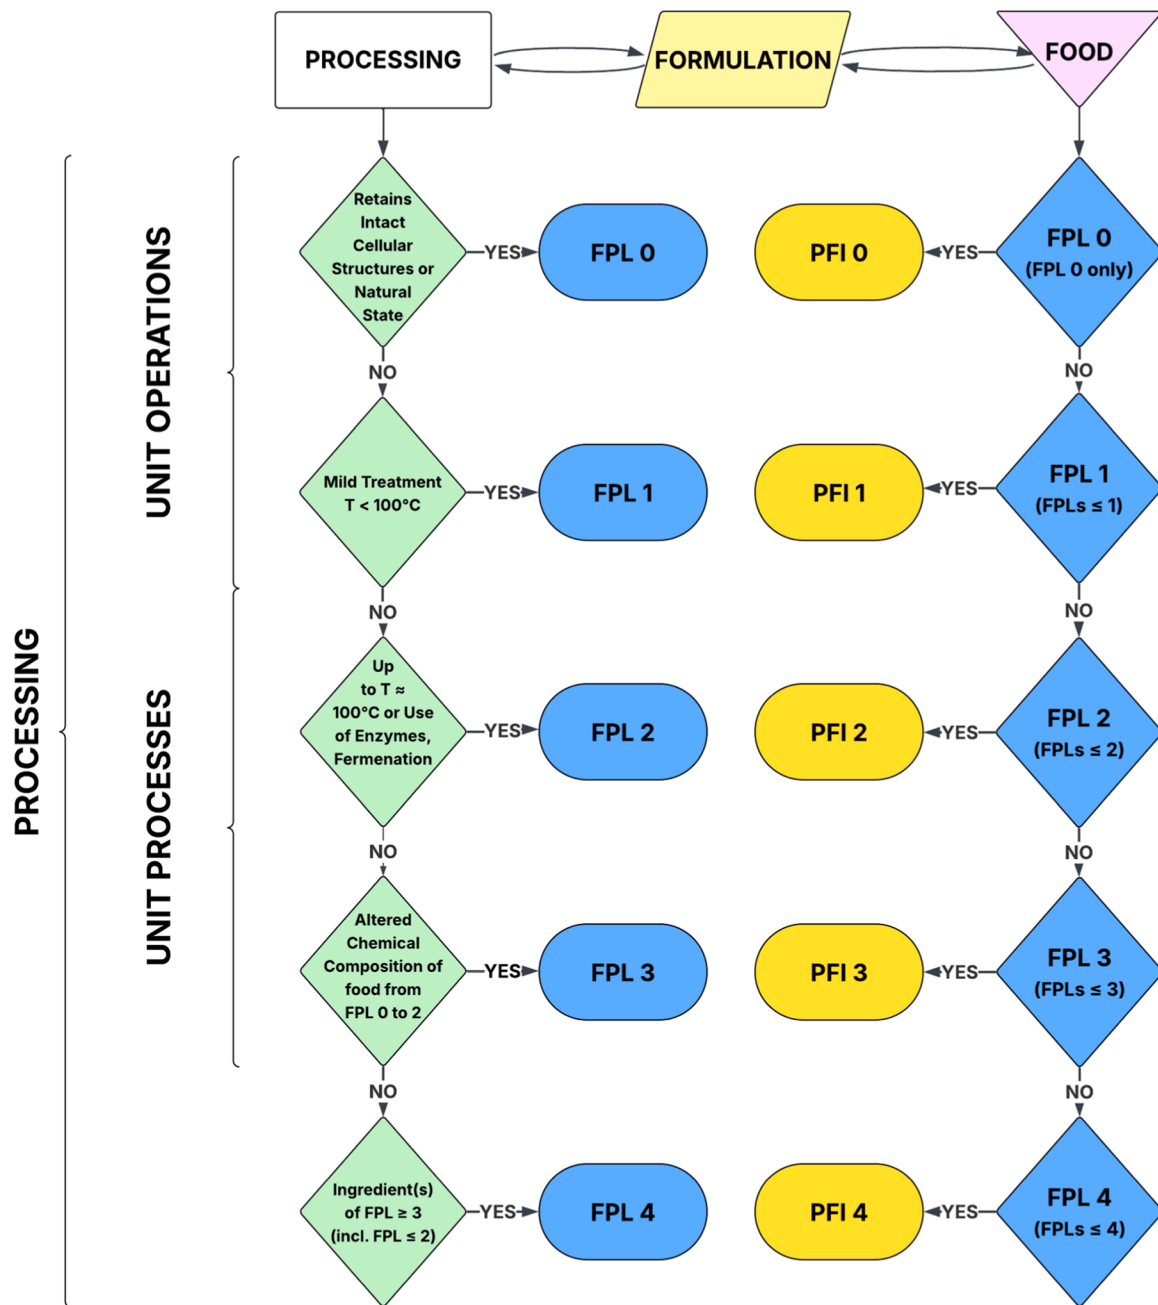 PROCESSING
FORMULATION
FOOD
PROCESSING
UNIT OPERATIONS
UNIT PROCESSES
Retains
Intact
Cellular
Structures or
Natural
State
YES
FPL 0
PFI 0
YES
FPL 0
(FPL 0 only)
NO
NO
Mild Treatment
T < 100°C
YES
FPL 1
PFI 1
YES
FPL 1
(FPLs ≤ 1)
NO
NO
Up
to T ≈
100°C or Use
of Enzymes,
Fermenation
YES
FPL 2
PFI 2
YES
FPL 2
(FPLs ≤ 2)
NO
NO
Altered
Chemical
Composition of
food from
FPL 0 to 2
YES
FPL 3
PFI 3
YES
FPL 3
(FPLs ≤ 3)
NO
NO
Ingredient(s)
of FPL ≥ 3
(incl. FPL ≤ 2)
YES
FPL 4
PFI 4
YES
FPL 4
(FPLs ≤ 4)